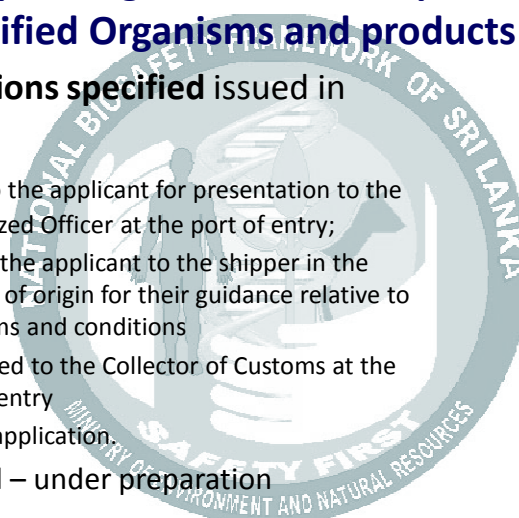 ified Organisms and products
ions specified issued in
the applicant for presentation to the
zed Officer at the port of entry;
the applicant to the shipper in the
of origin for their guidance relative to
ns and conditions
ed to the Collector of Customs at the
entry
application.
– under preparation
NATIONAL BIOSAFETY FRAMEWORK OF SRI LANKA
SAFETY FIRST
MINISTRY OF ENVIRONMENT AND NATURAL RESOURCES